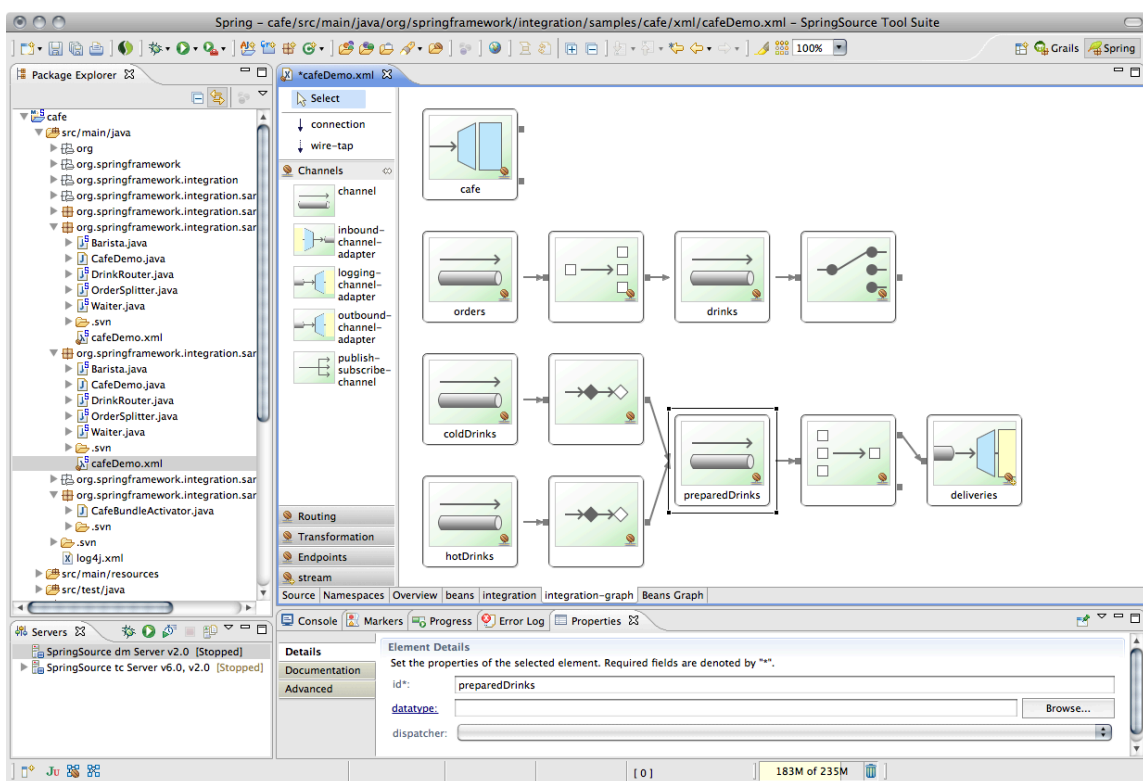 Spring – cafe/src/main/java/org/springframework/integration/samples/cafe/xml/cafeDemo.xml – SpringSource Tool Suite
100%
Grails
Spring
Package Explorer
cafe
src/main/java
org
org.springframework
org.springframework.integration
org.springframework.integration.sar
org.springframework.integration.sar
org.springframework.integration.sar
Barista.java
CafeDemo.java
DrinkRouter.java
OrderSplitter.java
Waiter.java
.svn
cafeDemo.xml
org.springframework.integration.sar
Barista.java
CafeDemo.java
DrinkRouter.java
OrderSplitter.java
Waiter.java
.svn
cafeDemo.xml
org.springframework.integration.sar
org.springframework.integration.sar
CafeBundleActivator.java
.svn
.svn
log4j.xml
src/main/resources
src/test/java
*cafeDemo.xml
Select
connection
wire-tap
Channels
channel
inbound-
channel-
adapter
logging-
channel-
adapter
outbound-
channel-
adapter
publish-
subscribe-
channel
Routing
Transformation
Endpoints
stream
cafe
orders
drinks
coldDrinks
preparedDrinks
deliveries
hotDrinks
Source Namespaces Overview beans integration integration-graph Beans Graph
Servers
SpringSource dm Server v2.0 [Stopped]
SpringSource tc Server v6.0, v2.0 [Stopped]
Console Markers Progress Error Log Properties
Details
Documentation
Advanced
Element Details
Set the properties of the selected element. Required fields are denoted by "*".
id*: preparedDrinks
datatype: Browse...
dispatcher:
Ju
[ 0 ]
183M of 235M